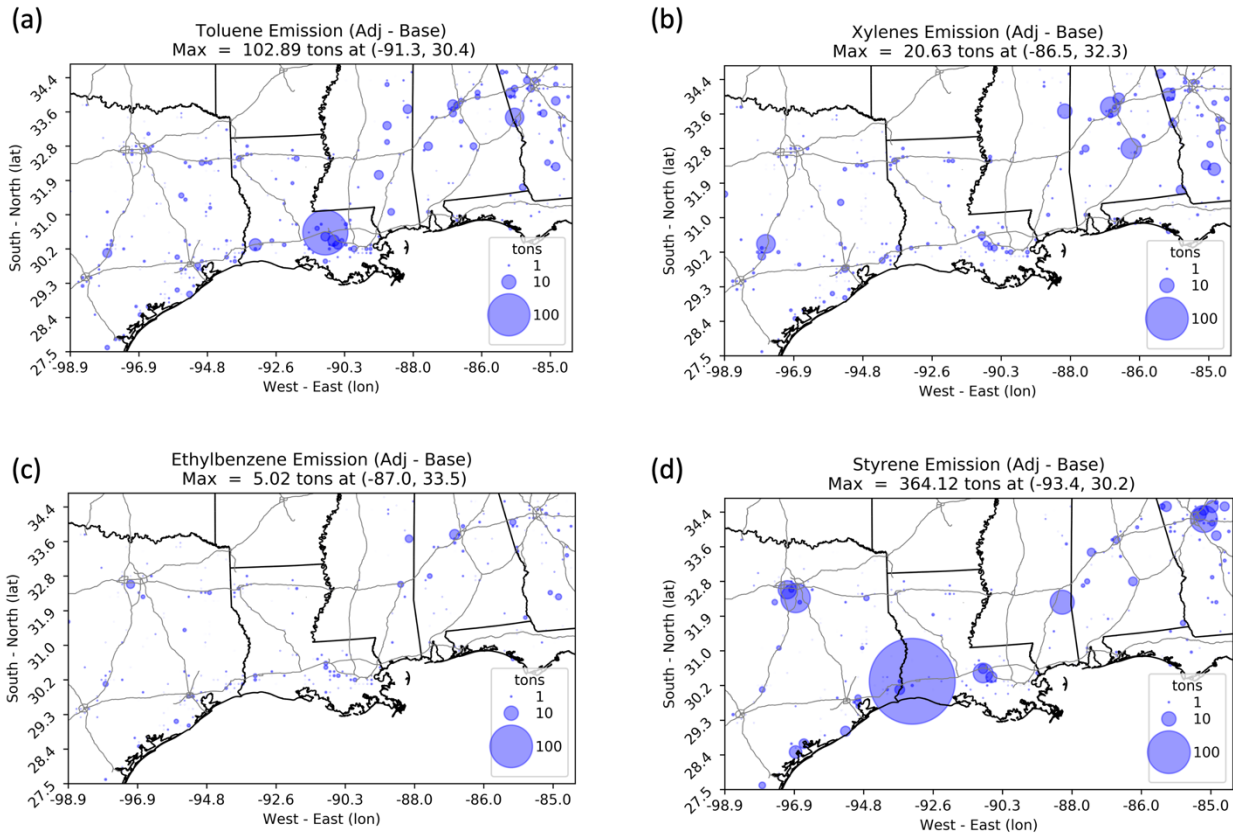 (a)
Toluene Emission (Adj - Base)
Max = 102.89 tons at (-91.3, 30.4)
South - North (lat)
34.4
33.6
32.8
31.9
31.0
30.2
29.3
28.4
27.5
-98.9 -96.9 -94.8 -92.6 -90.3 -88.0 -86.0 -85.0
West - East (lon)
tons
1
10
100
(b)
Xylenes Emission (Adj - Base)
Max = 20.63 tons at (-86.5, 32.3)
South - North (lat)
34.4
33.6
32.8
31.9
31.0
30.2
29.3
28.4
27.5
-98.9 -96.9 -94.8 -92.6 -90.3 -88.0 -86.0 -85.0
West - East (lon)
tons
1
10
100
(c)
Ethylbenzene Emission (Adj - Base)
Max = 5.02 tons at (-87.0, 33.5)
South - North (lat)
34.4
33.6
32.8
31.9
31.0
30.2
29.3
28.4
27.5
-98.9 -96.9 -94.8 -92.6 -90.3 -88.0 -86.0 -85.0
West - East (lon)
tons
1
10
100
(d)
Styrene Emission (Adj - Base)
Max = 364.12 tons at (-93.4, 30.2)
South - North (lat)
34.4
33.6
32.8
31.9
31.0
30.2
29.3
28.4
27.5
-98.9 -96.9 -94.8 -92.6 -90.3 -88.0 -86.0 -85.0
West - East (lon)
tons
1
10
100